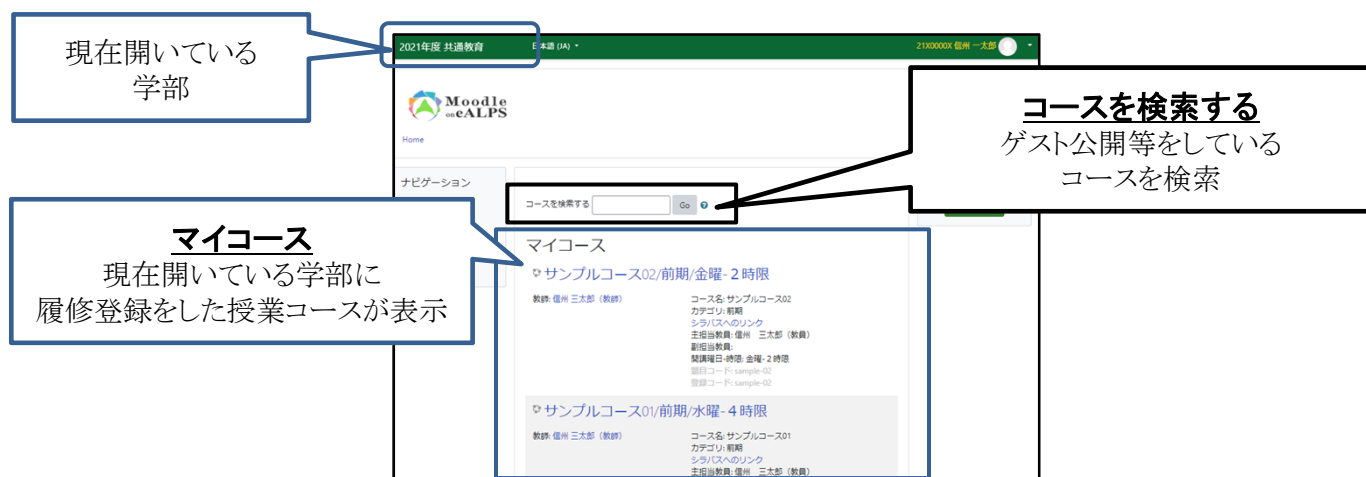 現在開いている
学部
2021年度 共通教育
日本語 (JA)
21X0000X 信州 一太郎
Moodle
on eALPS
Home
コースを検索する
ゲスト公開等をしている
コースを検索
ナビゲーション
コースを検索する
Go
マイコース
現在開いている学部に
履修登録をした授業コースが表示
マイコース
サンプルコース02/前期/金曜-２時限
教師: 信州 三太郎（教師）
コース名: サンプルコース02
カテゴリ: 前期
シラバスへのリンク
主担当教員: 信州　三太郎（教員）
副担当教員:
開講曜日-時限: 金曜-２時限
題目コード: sample-02
登録コード: sample-02
サンプルコース01/前期/水曜-４時限
教師: 信州 三太郎（教師）
コース名: サンプルコース01
カテゴリ: 前期
シラバスへのリンク
主担当教員: 信州　三太郎（教員）